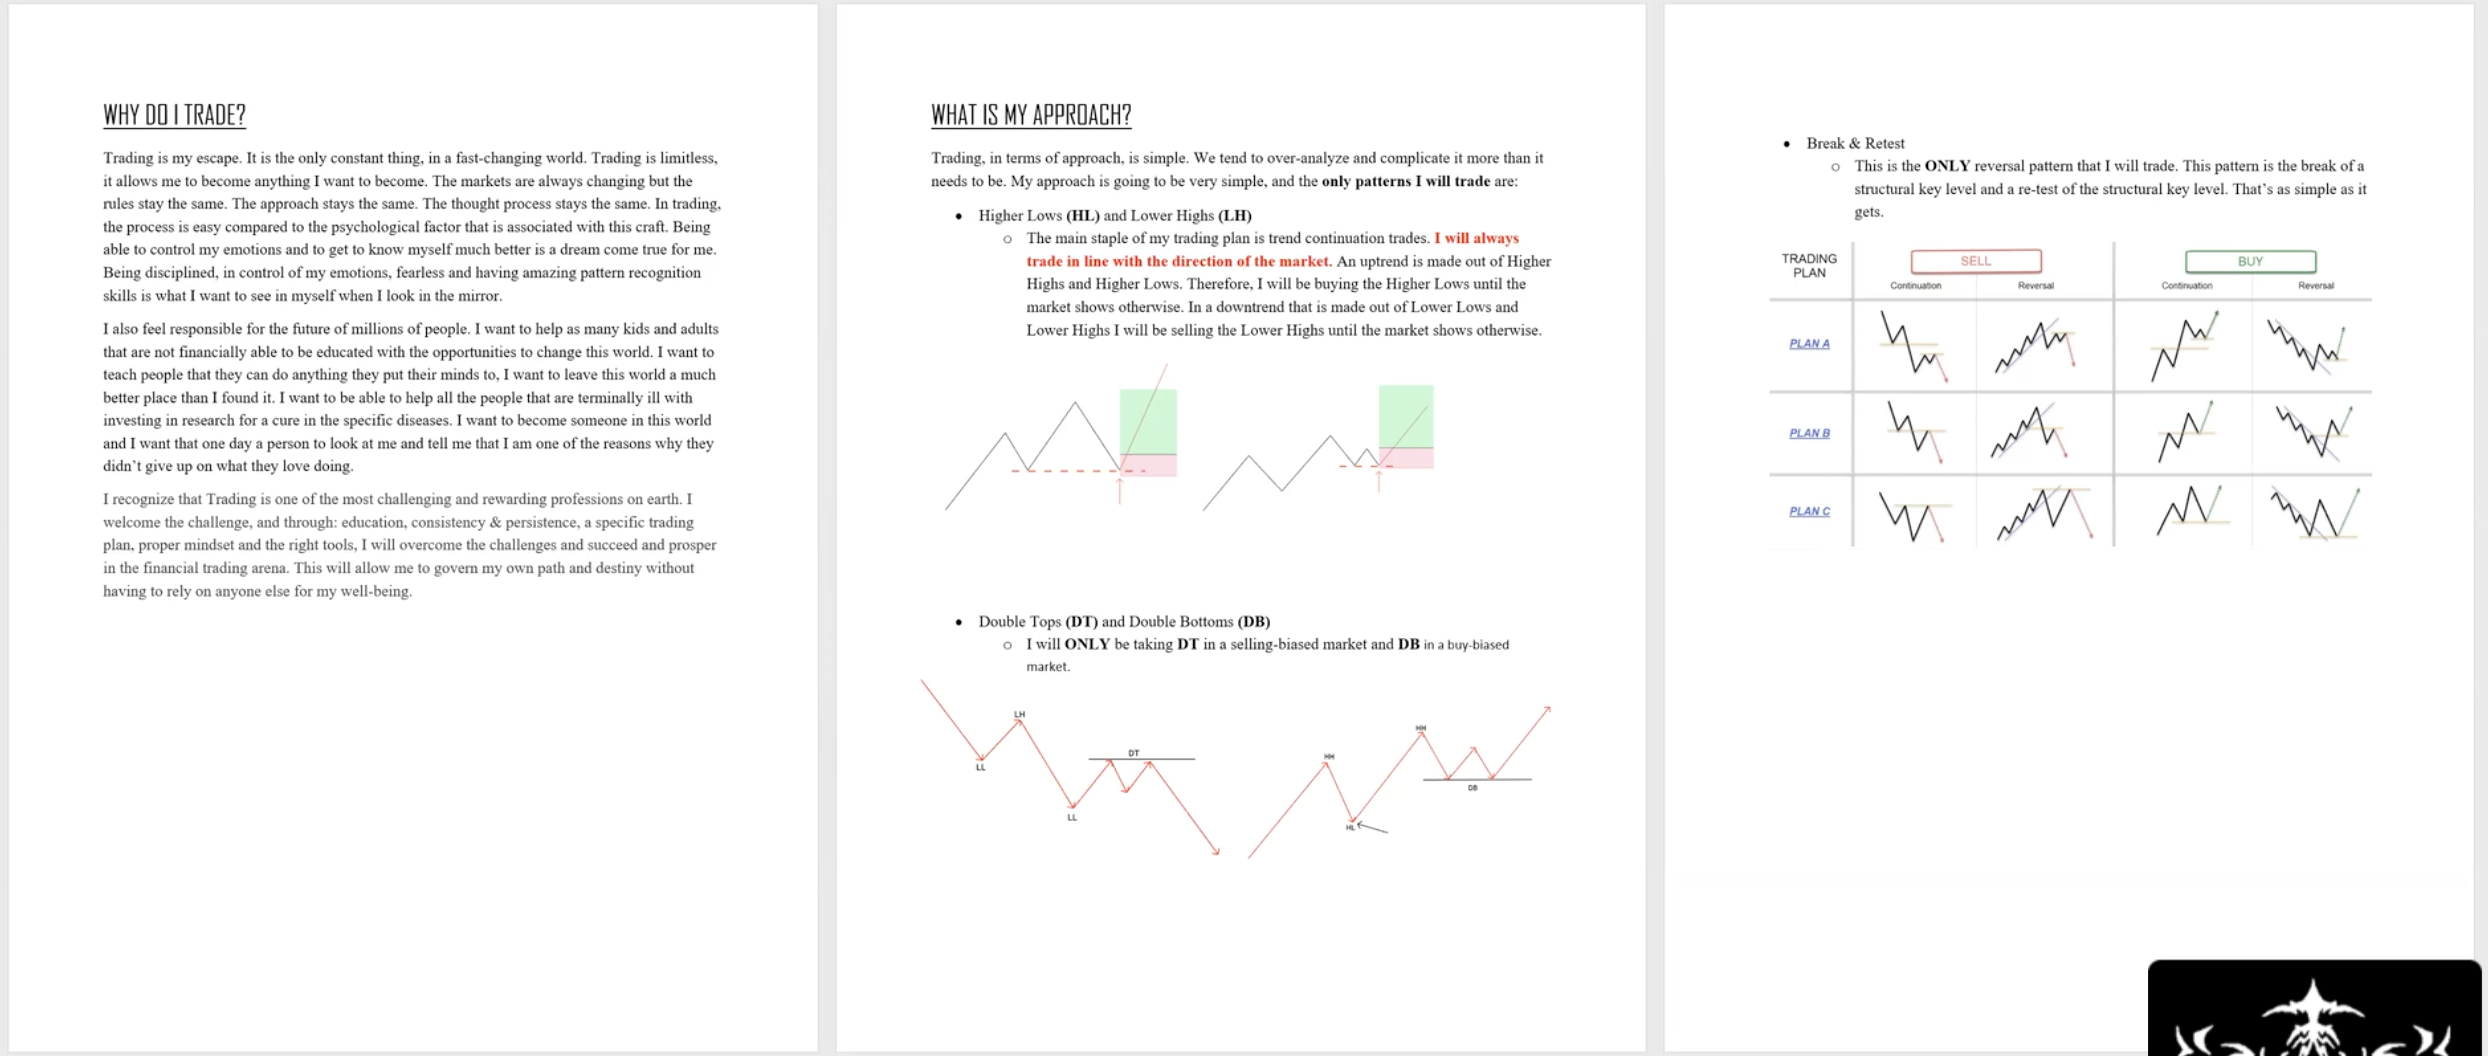 WHY DO I TRADE?
Trading is my escape. It is the only constant thing, in a fast-changing world. Trading is limitless,
it allows me to become anything I want to become. The markets are always changing but the
rules stay the same. The approach stays the same. The thought process stays the same. In trading,
the process is easy compared to the psychological factor that is associated with this craft. Being
able to control my emotions and to get to know myself much better is a dream come true for me.
Being disciplined, in control of my emotions, fearless and having amazing pattern recognition
skills is what I want to see in myself when I look in the mirror.
I also feel responsible for the future of millions of people. I want to help as many kids and adults
that are not financially able to be educated with the opportunities to change this world. I want to
teach people that they can do anything they put their minds to, I want to leave this world a much
better place than I found it. I want to be able to help all the people that are terminally ill with
investing in research for a cure in the specific diseases. I want to become someone in this world
and I want that one day a person to look at me and tell me that I am one of the reasons why they
didn't give up on what they love doing.
I recognize that Trading is one of the most challenging and rewarding professions on earth. I
welcome the challenge, and through: education, consistency & persistence, a specific trading
plan, proper mindset and the right tools, I will overcome the challenges and succeed and prosper
in the financial trading arena. This will allow me to govern my own path and destiny without
having to rely on anyone else for my well-being.
WHAT IS MY APPROACH?
Trading, in terms of approach, is simple. We tend to over-analyze and complicate it more than it
needs to be. My approach is going to be very simple, and the only patterns I will trade are:
• Higher Lows (HL) and Lower Highs (LH)
o The main staple of my trading plan is trend continuation trades. I will always
trade in line with the direction of the market. An uptrend is made out of Higher
Highs and Higher Lows. Therefore, I will be buying the Higher Lows until the
market shows otherwise. In a downtrend that is made out of Lower Lows and
Lower Highs I will be selling the Lower Highs until the market shows otherwise.
• Double Tops (DT) and Double Bottoms (DB)
o I will ONLY be taking DT in a selling-biased market and DB in a buy-biased
market.
LH
LL
DT
LL
HH
HH
HL
DB
• Break & Retest
o This is the ONLY reversal pattern that I will trade. This pattern is the break of a
structural key level and a re-test of the structural key level. That's as simple as it
gets.
TRADING
PLAN
SELL
BUY
Continuation
Reversal
Continuation
Reversal
PLAN A
PLAN B
PLAN C